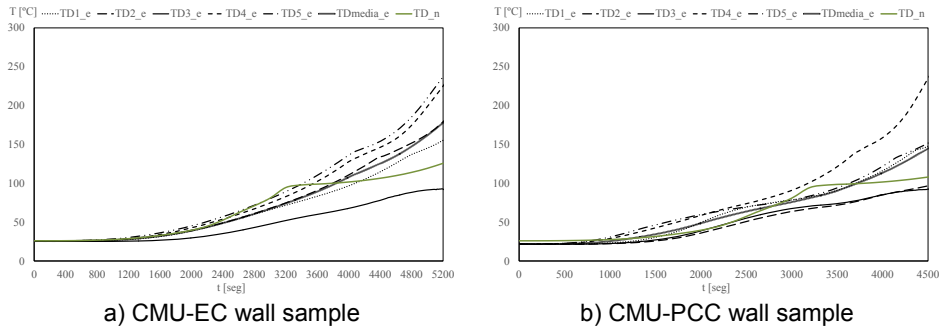 T [ºC] TD1_e TD2_e TD3_e TD4_e TD5_e TDmedia_e TD_n
300
250
200
150
100
50
0
0 400 800 1200 1600 2000 2400 2800 3200 3600 4000 4400 4800 5200
t [seg]
a) CMU-EC wall sample
T [ºC] TD1_e TD2_e TD3_e TD4_e TD5_e TDmedia_e TD_n
300
250
200
150
100
50
0
0 500 1000 1500 2000 2500 3000 3500 4000 4500
t [seg]
b) CMU-PCC wall sample